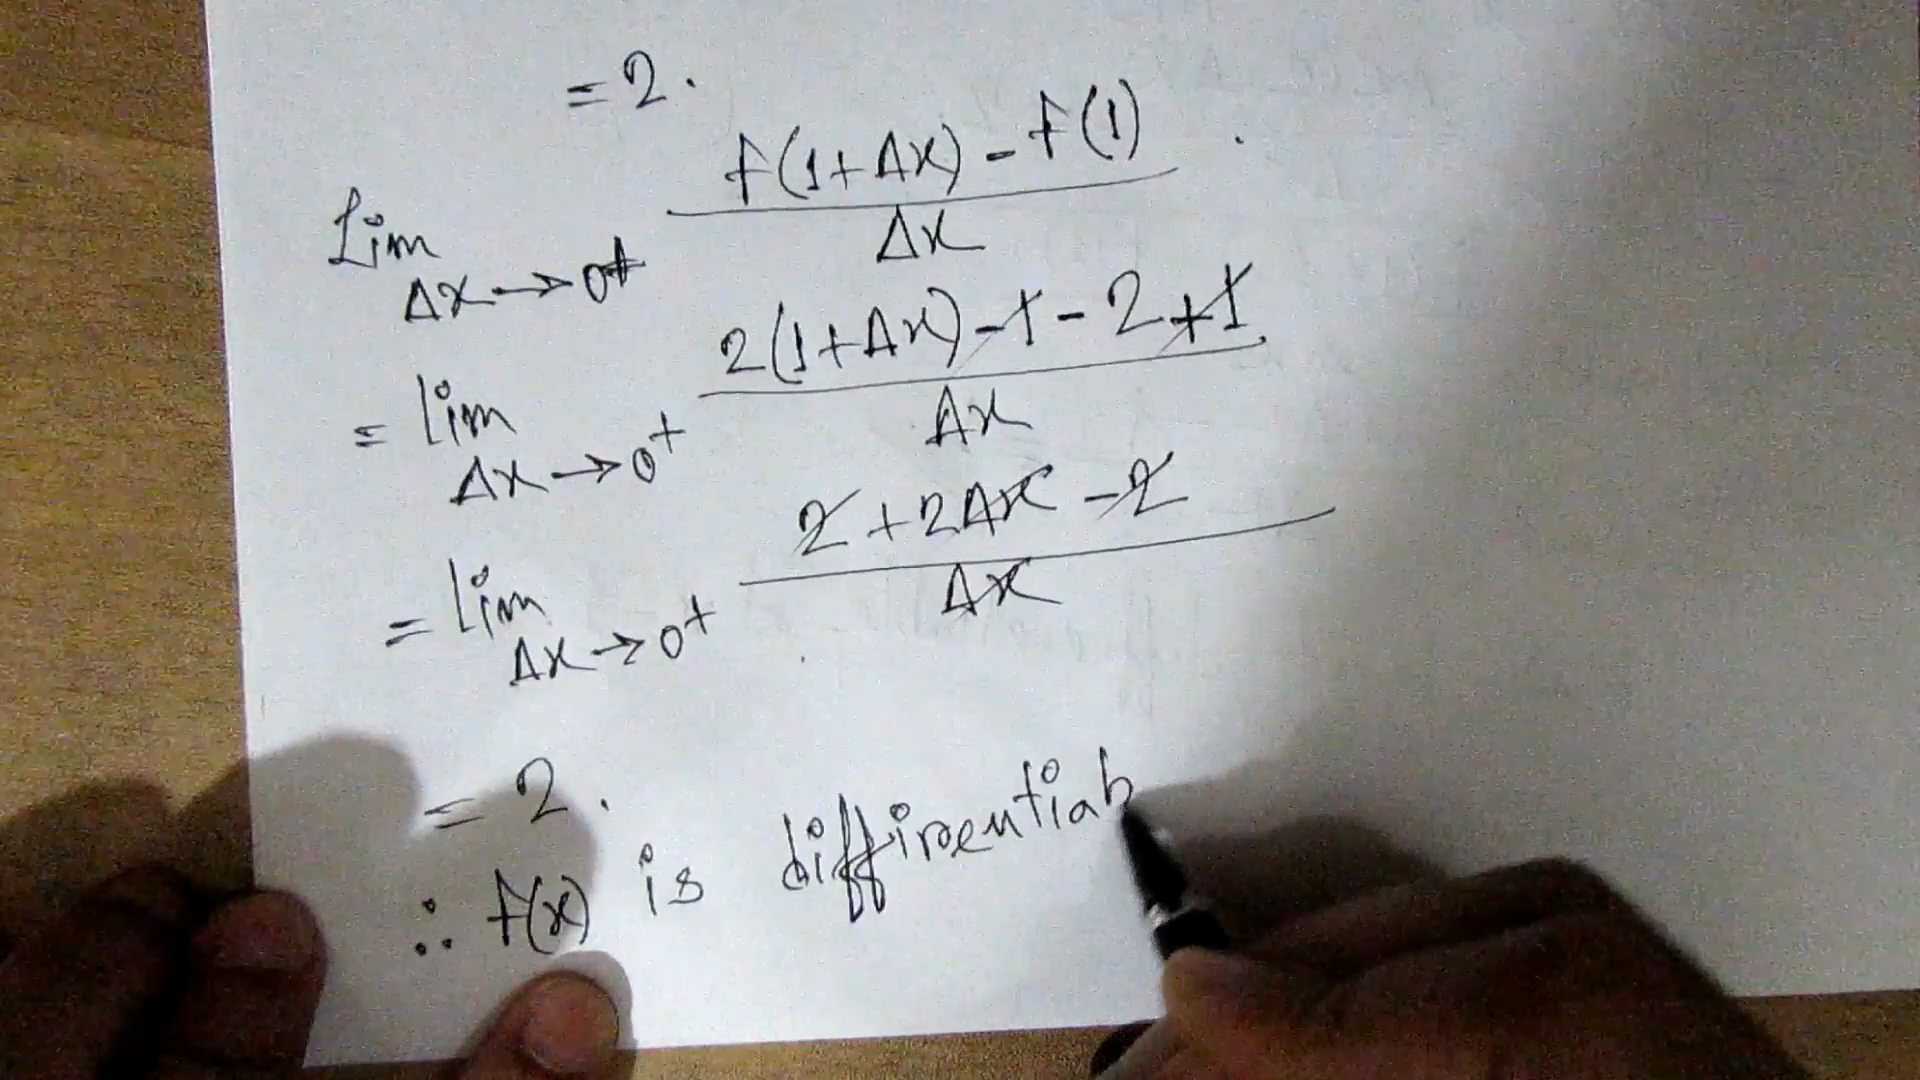 = 2.
Lim Δx→0+ f(1+Δx) - f(1) / Δx
= lim Δx→0+ 2(1+Δx) - 1 - 2 + 1 / Δx
= lim Δx→0+ 2 + 2Δx - 2 / Δx
= 2.
∴ f(x) is diffirentiab